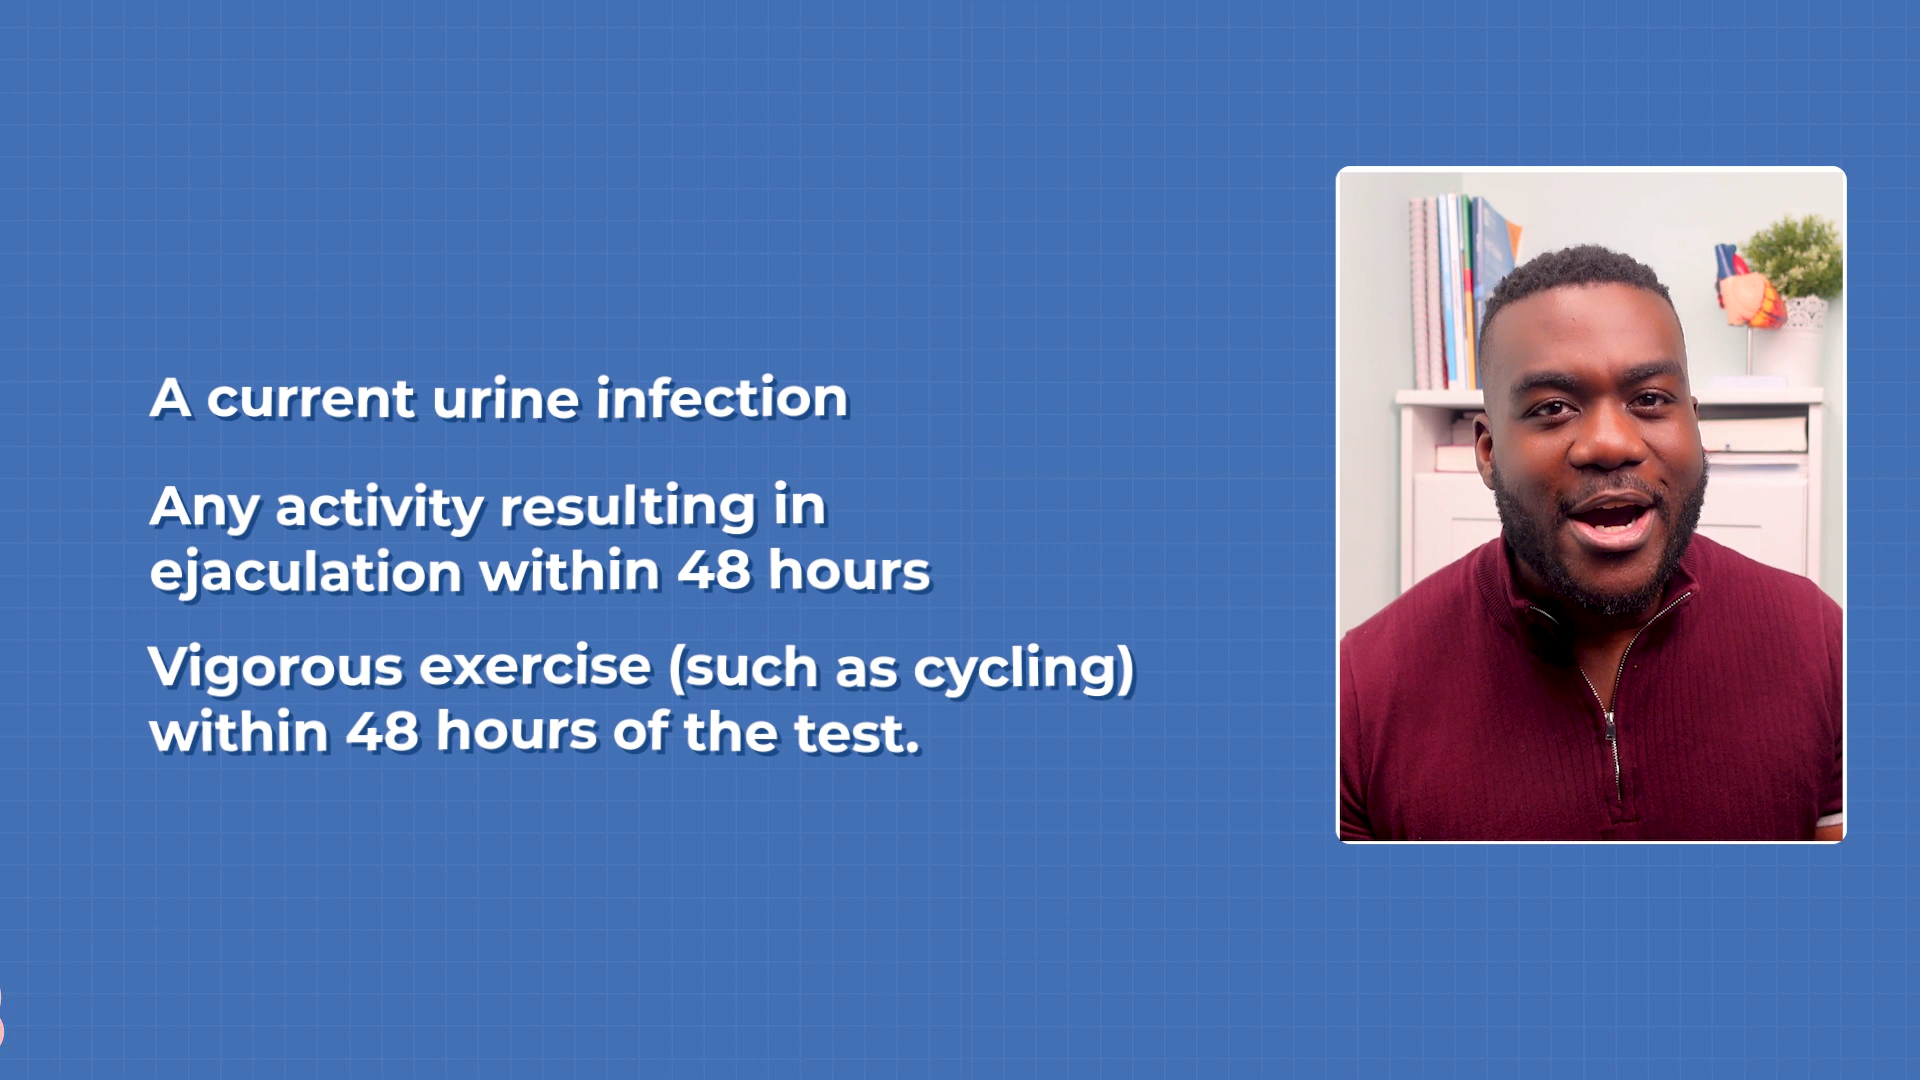 A current urine infection
Any activity resulting in
ejaculation within 48 hours
Vigorous exercise (such as cycling)
within 48 hours of the test.